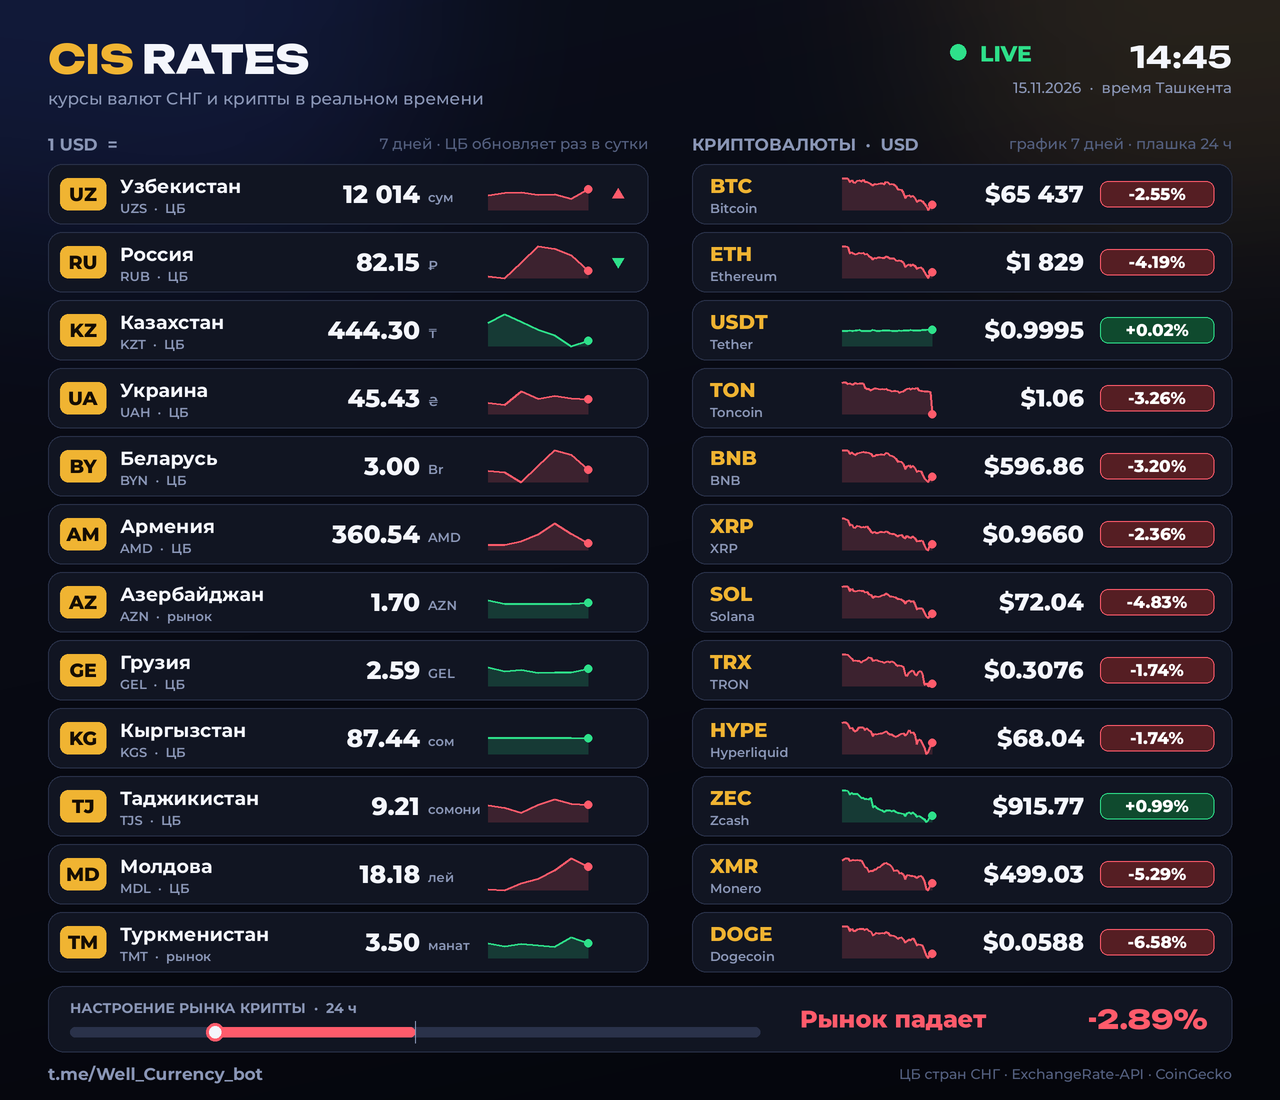 CIS RATES
курсы валют СНГ и крипты в реальном времени
LIVE
14:45
15.11.2026 · время Ташкента
1 USD =
7 дней · ЦБ обновляет раз в сутки
UZ Узбекистан 12 014 сум
UZS · ЦБ
RU Россия 82.15 ₽
RUB · ЦБ
KZ Казахстан 444.30 ₸
KZT · ЦБ
UA Украина 45.43 ₴
UAH · ЦБ
BY Беларусь 3.00 Br
BYN · ЦБ
AM Армения 360.54 AMD
AMD · ЦБ
AZ Азербайджан 1.70 AZN
AZN · рынок
GE Грузия 2.59 GEL
GEL · ЦБ
KG Кыргызстан 87.44 сом
KGS · ЦБ
TJ Таджикистан 9.21 сомони
TJS · ЦБ
MD Молдова 18.18 лей
MDL · ЦБ
TM Туркменистан 3.50 манат
TMT · рынок
КРИПТОВАЛЮТЫ · USD
график 7 дней · плашка 24 ч
BTC $65 437 -2.55%
Bitcoin
ETH $1 829 -4.19%
Ethereum
USDT $0.9995 +0.02%
Tether
TON $1.06 -3.26%
Toncoin
BNB $596.86 -3.20%
BNB
XRP $0.9660 -2.36%
XRP
SOL $72.04 -4.83%
Solana
TRX $0.3076 -1.74%
TRON
HYPE $68.04 -1.74%
Hyperliquid
ZEC $915.77 +0.99%
Zcash
XMR $499.03 -5.29%
Monero
DOGE $0.0588 -6.58%
Dogecoin
НАСТРОЕНИЕ РЫНКА КРИПТЫ · 24 ч
Рынок падает -2.89%
t.me/Well_Currency_bot
ЦБ стран СНГ · ExchangeRate-API · CoinGecko